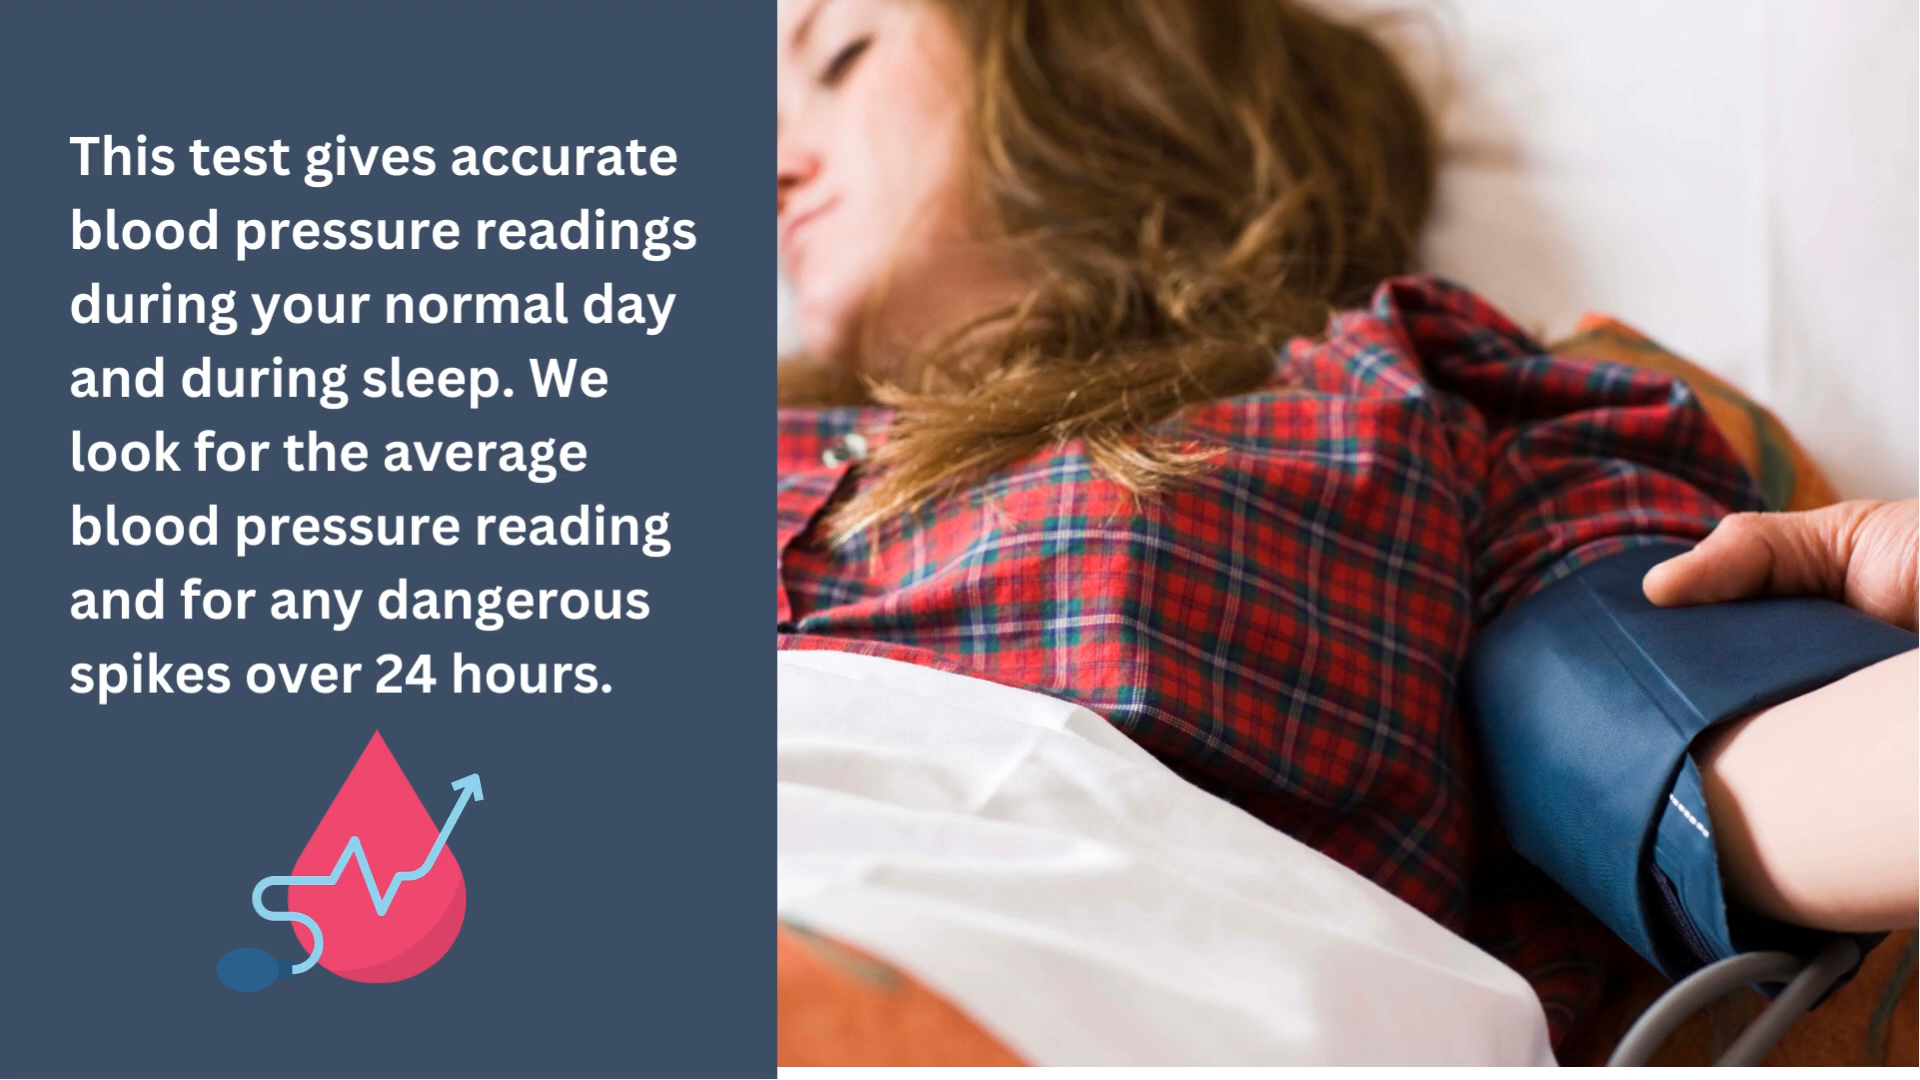 This test gives accurate
blood pressure readings
during your normal day
and during sleep. We
look for the average
blood pressure reading
and for any dangerous
spikes over 24 hours.